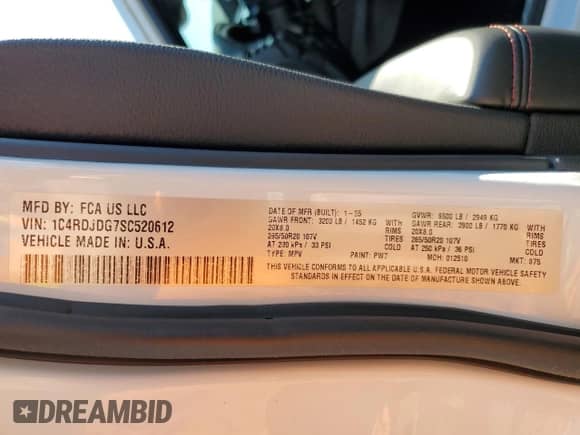 MFD BY: FCA US LLC
VIN: 1C4RDJDG7SC520612
VEHICLE MADE IN U.S.A.
DATE OF MFR (BUILT):
GAWR FRONT: 3200 LB / 1452 KG
20X8.0
265/50R20 107V
AT 230 kPa / 33 PSI
TYPE: MPV
WITH
RIMS
TIRES
COLD
PAINT: PW7
GVWR: 6500 LB / 2949 KG
GAWR REAR: 3900 LB / 1770 KG
20X8.0
265/50R20 107V
AT 250 kPa / 36 PSI
MDH: 012510
WITH
RIMS
TIRES
COLD
MKT: 075
THIS VEHICLE CONFORMS TO ALL APPLICABLE U.S.A. FEDERAL MOTOR VEHICLE SAFETY
STANDARDS IN EFFECT ON THE DATE OF MANUFACTURE SHOWN ABOVE.
DREAMBID